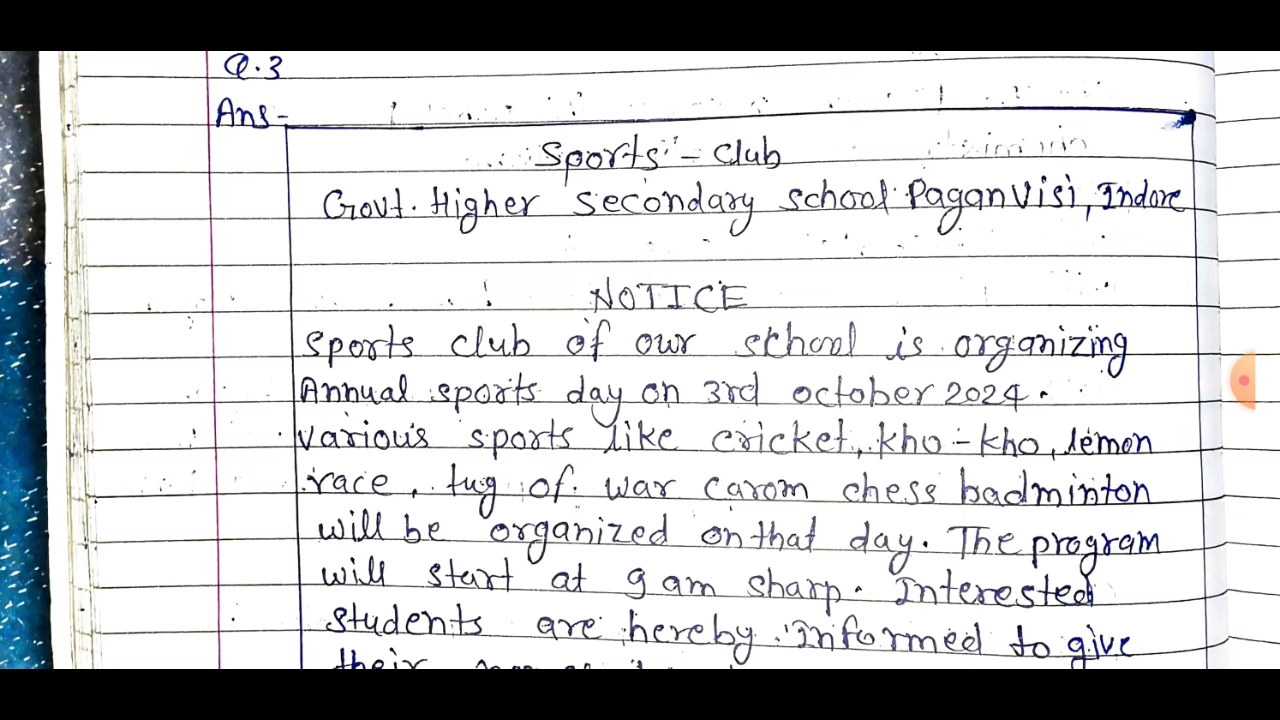 Q.3
Ans-
Sports - Club
Govt. Higher secondary school Paganvisi, Indore
NOTICE
Sports club of our school is organizing
Annual sports day on 3rd october 2024.
various sports like cricket, kho-kho, lemon
race, tug of war carom chess badminton
will be organized on that day. The program
will start at 9 am sharp. Interested
students are hereby informed to give
their